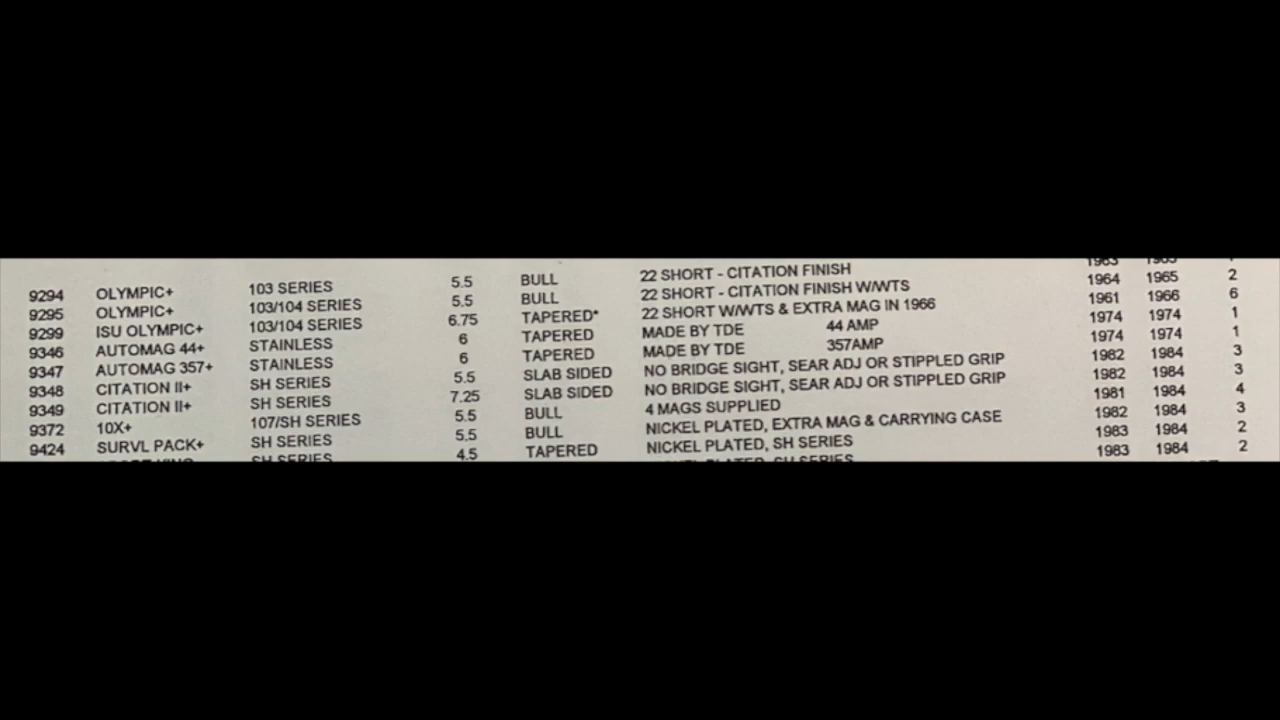 9294 OLYMPIC+ 103 SERIES 5.5 BULL 22 SHORT - CITATION FINISH 1963 1965
9295 OLYMPIC+ 103/104 SERIES 5.5 BULL 22 SHORT - CITATION FINISH W/WTS 1964 1965 2
9299 ISU OLYMPIC+ 103/104 SERIES 6.75 TAPERED* 22 SHORT W/WTS & EXTRA MAG IN 1966 1961 1966 6
9346 AUTOMAG 44+ STAINLESS 6 TAPERED MADE BY TDE 44 AMP 1974 1974 1
9347 AUTOMAG 357+ STAINLESS 6 TAPERED MADE BY TDE 357AMP 1974 1974 1
9348 CITATION II+ SH SERIES 5.5 SLAB SIDED NO BRIDGE SIGHT, SEAR ADJ OR STIPPLED GRIP 1982 1984 3
9349 CITATION II+ SH SERIES 7.25 SLAB SIDED NO BRIDGE SIGHT, SEAR ADJ OR STIPPLED GRIP 1982 1984 3
9372 10X+ 107/SH SERIES 5.5 BULL 4 MAGS SUPPLIED 1981 1984 4
9424 SURVL PACK+ SH SERIES 5.5 BULL NICKEL PLATED, EXTRA MAG & CARRYING CASE 1982 1984 3
SH SERIES 4.5 TAPERED NICKEL PLATED, SH SERIES 1983 1984 2
1983 1984 2